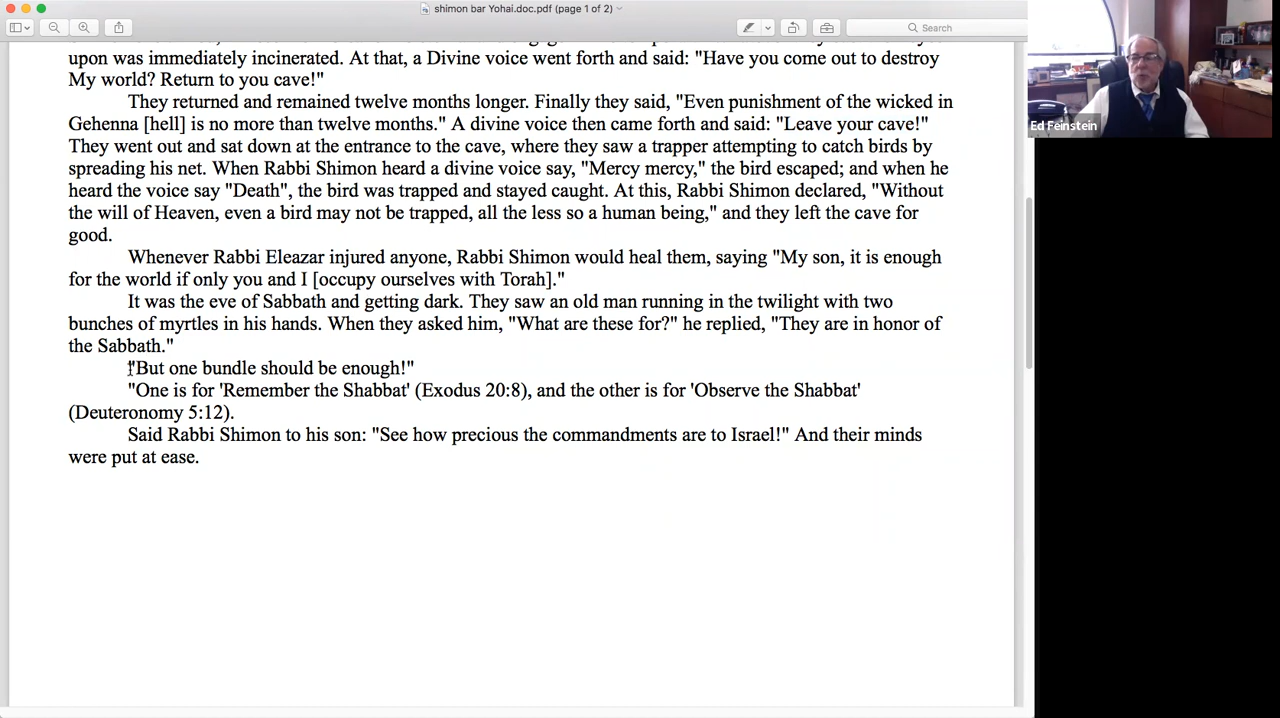 shimon bar Yohai.doc.pdf (page 1 of 2)
Search
upon was immediately incinerated. At that, a Divine voice went forth and said: "Have you come out to destroy
My world? Return to you cave!"
They returned and remained twelve months longer. Finally they said, "Even punishment of the wicked in
Gehenna [hell] is no more than twelve months." A divine voice then came forth and said: "Leave your cave!"
They went out and sat down at the entrance to the cave, where they saw a trapper attempting to catch birds by
spreading his net. When Rabbi Shimon heard a divine voice say, "Mercy mercy," the bird escaped; and when he
heard the voice say "Death", the bird was trapped and stayed caught. At this, Rabbi Shimon declared, "Without
the will of Heaven, even a bird may not be trapped, all the less so a human being," and they left the cave for
good.
Whenever Rabbi Eleazar injured anyone, Rabbi Shimon would heal them, saying "My son, it is enough
for the world if only you and I [occupy ourselves with Torah]."
It was the eve of Sabbath and getting dark. They saw an old man running in the twilight with two
bunches of myrtles in his hands. When they asked him, "What are these for?" he replied, "They are in honor of
the Sabbath."
"But one bundle should be enough!"
"One is for 'Remember the Shabbat' (Exodus 20:8), and the other is for 'Observe the Shabbat'
(Deuteronomy 5:12).
Said Rabbi Shimon to his son: "See how precious the commandments are to Israel!" And their minds
were put at ease.
Ed Feinstein